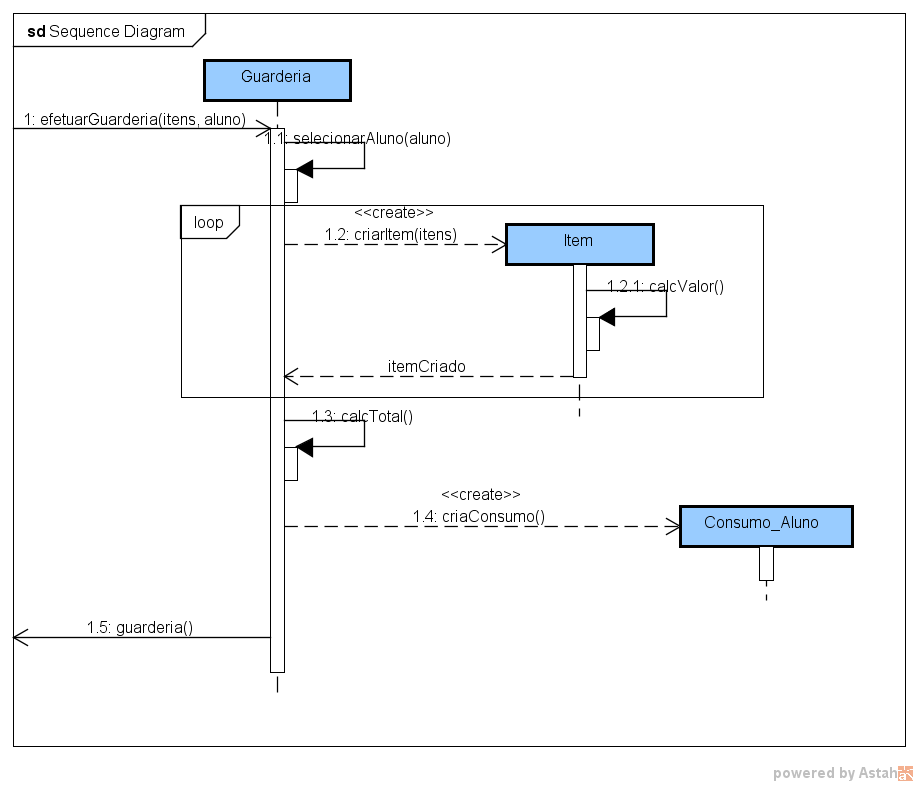 sd Sequence Diagram
Guarderia
1: efetuarGuarderia(itens, aluno)
1.1: selecionarAluno(aluno)
loop
<<create>>
1.2: criarItem(itens)
Item
1.2.1: calcValor()
itemCriado
1.3: calcTotal()
<<create>>
1.4: criaConsumo()
Consumo_Aluno
1.5: guarderia()
powered by Astah